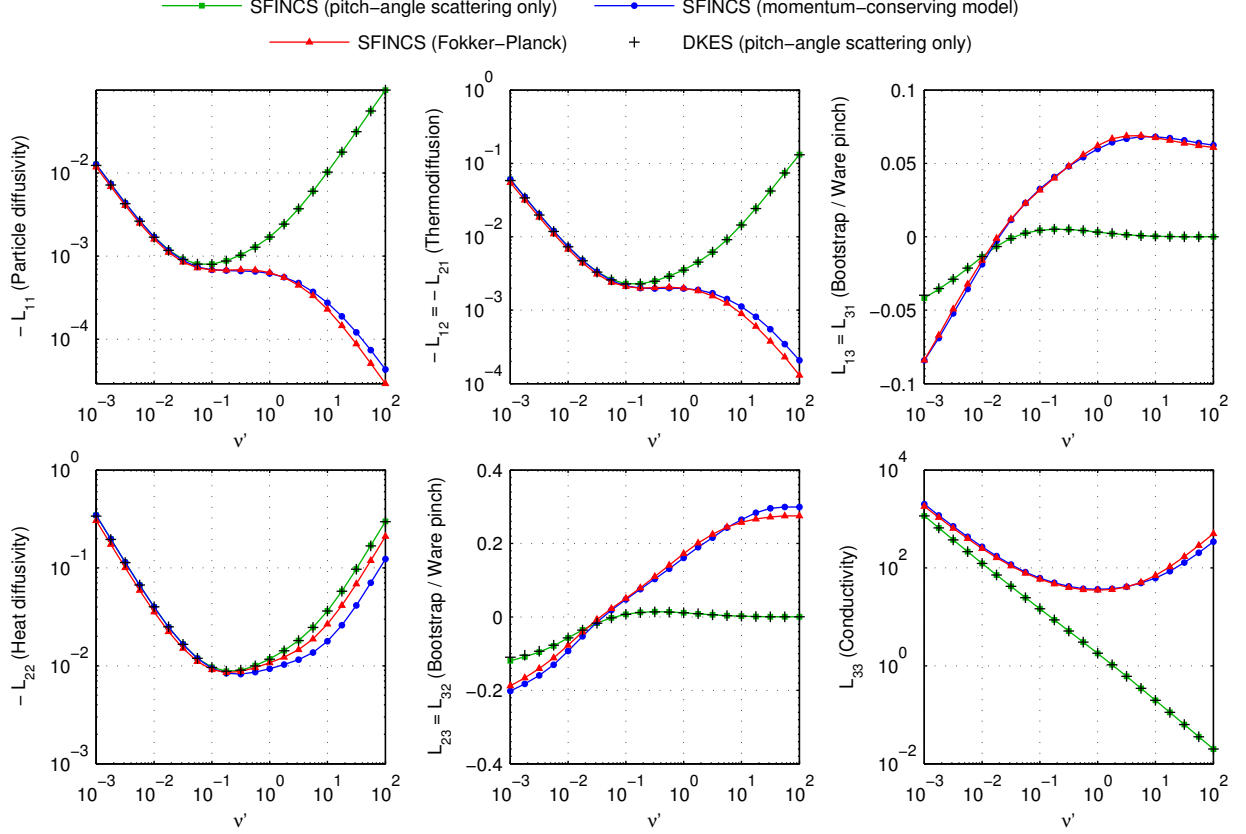 SFINCS (pitch−angle scattering only)
SFINCS (momentum−conserving model)
SFINCS (Fokker−Planck)
DKES (pitch−angle scattering only)
− L₁₁ (Particle diffusivity)
10⁻²
10⁻³
10⁻⁴
10⁻³ 10⁻² 10⁻¹ 10⁰ 10¹ 10²
ν'
− L₁₂ = − L₂₁ (Thermodiffusion)
10⁰
10⁻¹
10⁻²
10⁻³
10⁻⁴
10⁻³ 10⁻² 10⁻¹ 10⁰ 10¹ 10²
ν'
L₁₃ = L₃₁ (Bootstrap / Ware pinch)
0.1
0.05
0
−0.05
−0.1
10⁻³ 10⁻² 10⁻¹ 10⁰ 10¹ 10²
ν'
− L₂₂ (Heat diffusivity)
10⁰
10⁻¹
10⁻²
10⁻³
10⁻³ 10⁻² 10⁻¹ 10⁰ 10¹ 10²
ν'
L₂₃ = L₃₂ (Bootstrap / Ware pinch)
0.4
0.2
0
−0.2
−0.4
10⁻³ 10⁻² 10⁻¹ 10⁰ 10¹ 10²
ν'
L₃₃ (Conductivity)
10⁴
10²
10⁰
10⁻²
10⁻³ 10⁻² 10⁻¹ 10⁰ 10¹ 10²
ν'